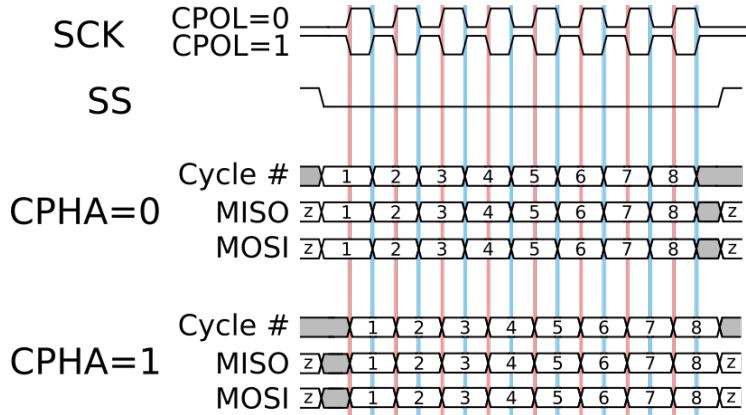 SCK
CPOL=0
CPOL=1
SS
CPHA=0
Cycle # 1 2 3 4 5 6 7 8
MISO z 1 2 3 4 5 6 7 8 z
MOSI z 1 2 3 4 5 6 7 8 z
CPHA=1
Cycle # 1 2 3 4 5 6 7 8
MISO z 1 2 3 4 5 6 7 8 z
MOSI z 1 2 3 4 5 6 7 8 z